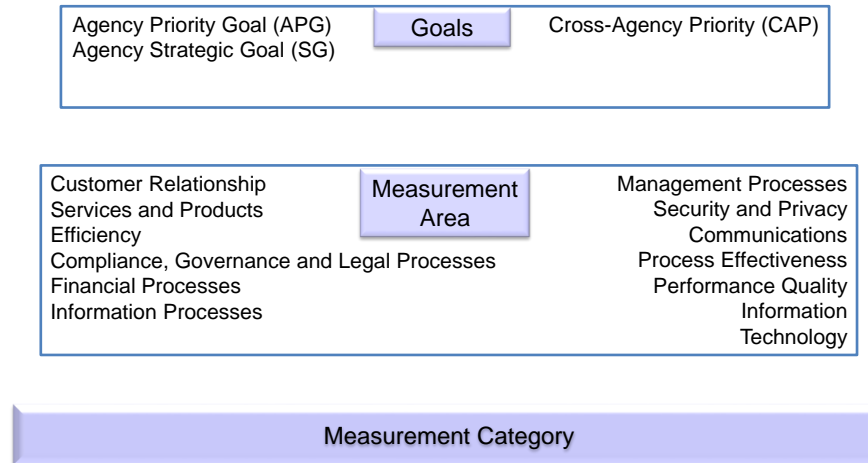 Goals
Agency Priority Goal (APG)
Agency Strategic Goal (SG)
Cross-Agency Priority (CAP)
Measurement
Area
Customer Relationship
Services and Products
Efficiency
Compliance, Governance and Legal Processes
Financial Processes
Information Processes
Management Processes
Security and Privacy
Communications
Process Effectiveness
Performance Quality
Information
Technology
Measurement Category